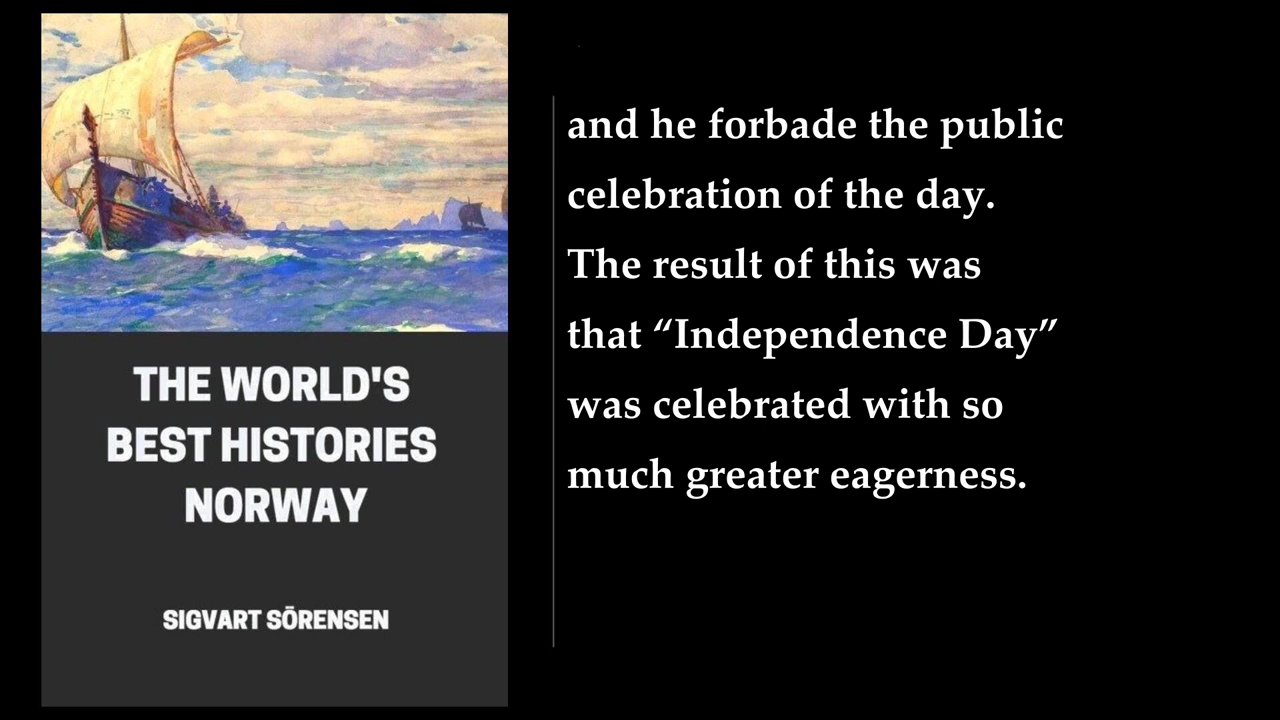 THE WORLD'S
BEST HISTORIES
NORWAY
SIGVART SÖRENSEN
and he forbade the public
celebration of the day.
The result of this was
that “Independence Day”
was celebrated with so
much greater eagerness.